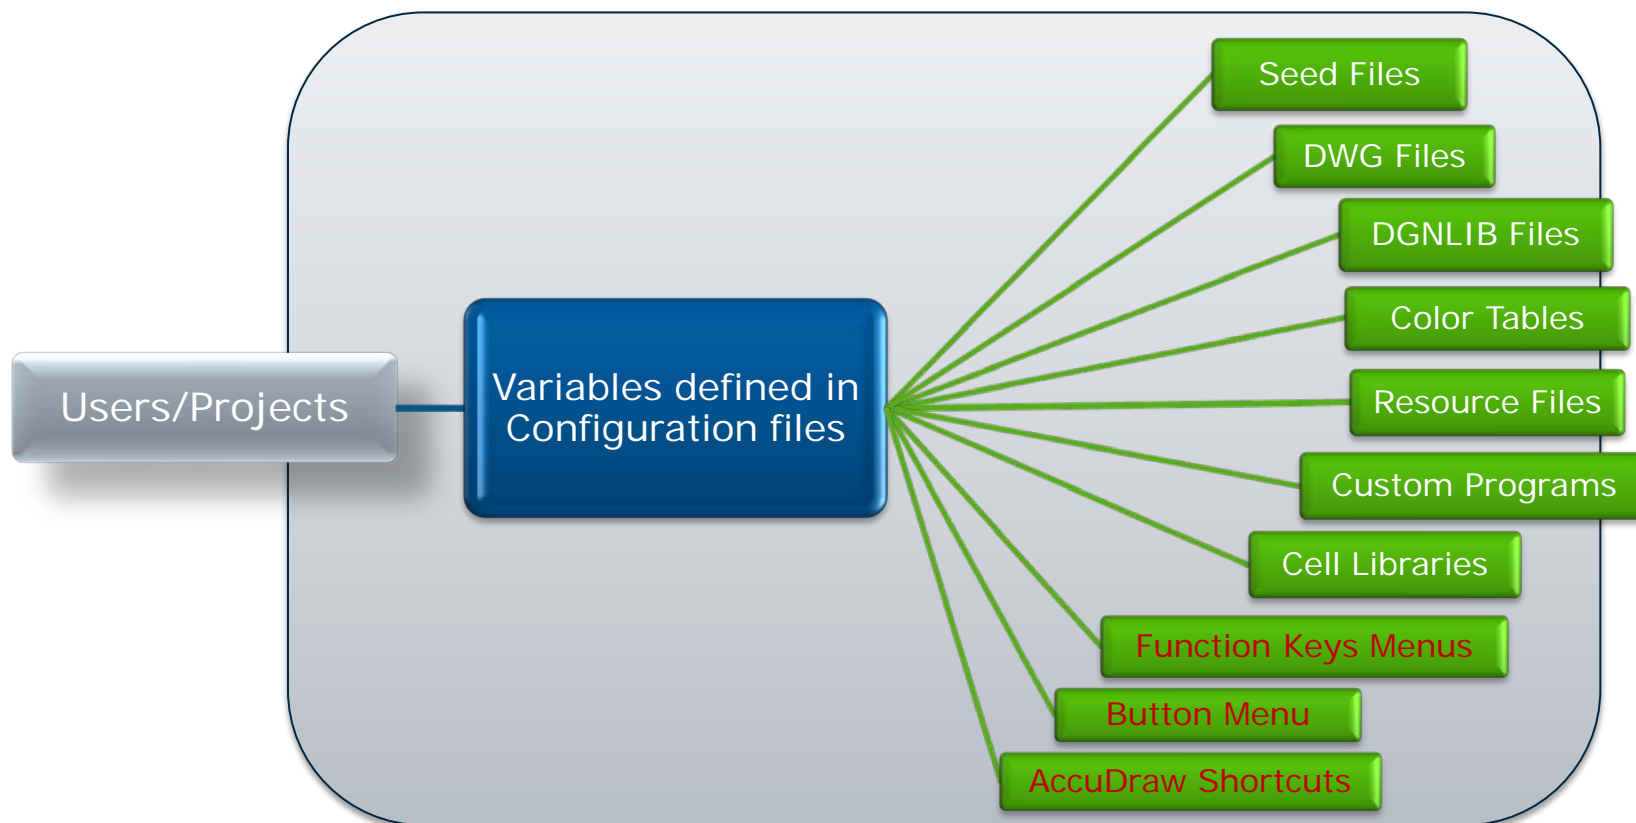 Users/Projects
Variables defined in
Configuration files
Seed Files
DWG Files
DGNLIB Files
Color Tables
Resource Files
Custom Programs
Cell Libraries
Function Keys Menus
Button Menu
AccuDraw Shortcuts